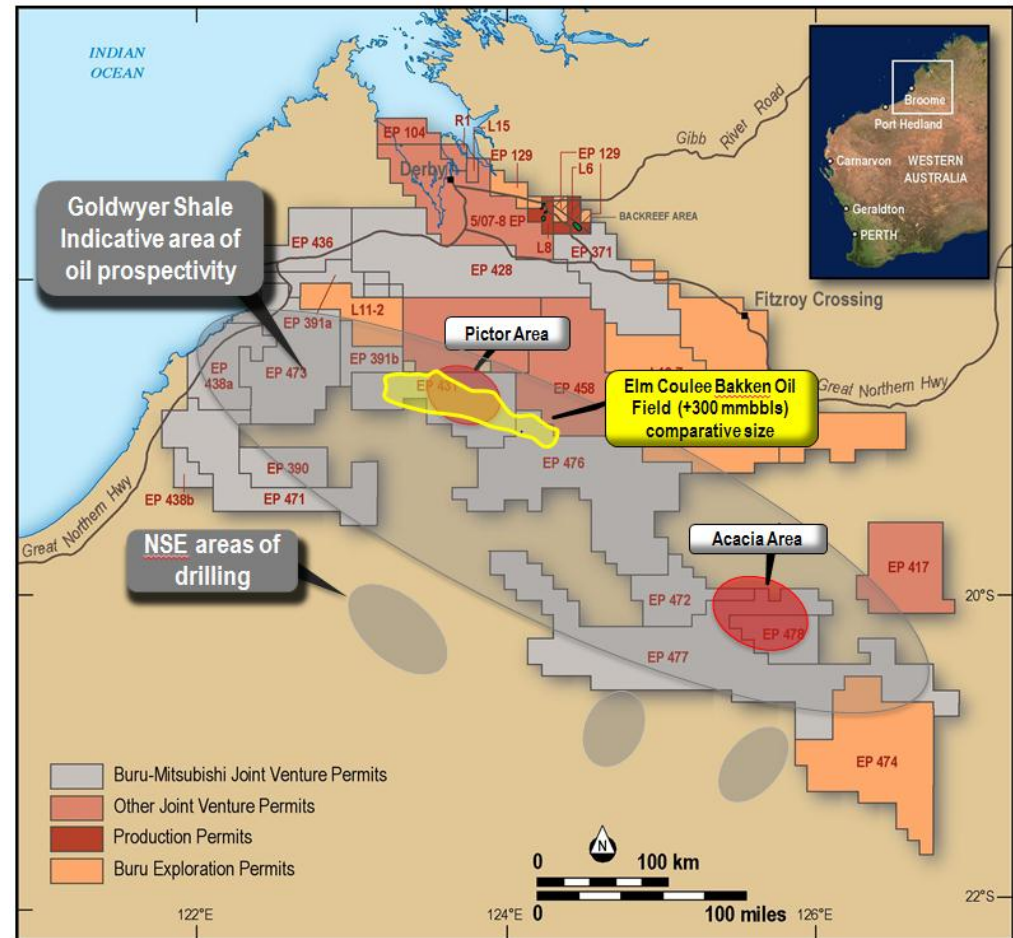 INDIAN
OCEAN
Broome
Port Hedland
Carnarvon
WESTERN
AUSTRALIA
Geraldton
PERTH
R1
L15
EP 104
EP 129
EP 129
L6
Gibb River Road
Derby
5/07-8 EP
BACKREEF AREA
L8
EP 371
Goldwyer Shale
Indicative area of
oil prospectivity
EP 436
EP 428
Fitzroy Crossing
L11-2
EP 391a
Pictor Area
EP 391b
EP 438a
EP 473
EP 431
EP 458
Great Northern Hwy
Elm Coulee Bakken Oil
Field (+300 mmbbls)
comparative size
EP 476
EP 390
EP 438b
EP 471
Great Northern Hwy
NSE areas of
drilling
Acacia Area
EP 417
20°S
EP 472
EP 478
EP 477
EP 474
Buru-Mitsubishi Joint Venture Permits
Other Joint Venture Permits
Production Permits
Buru Exploration Permits
N
0 100 km
0 100 miles
22°S
122°E
124°E
126°E